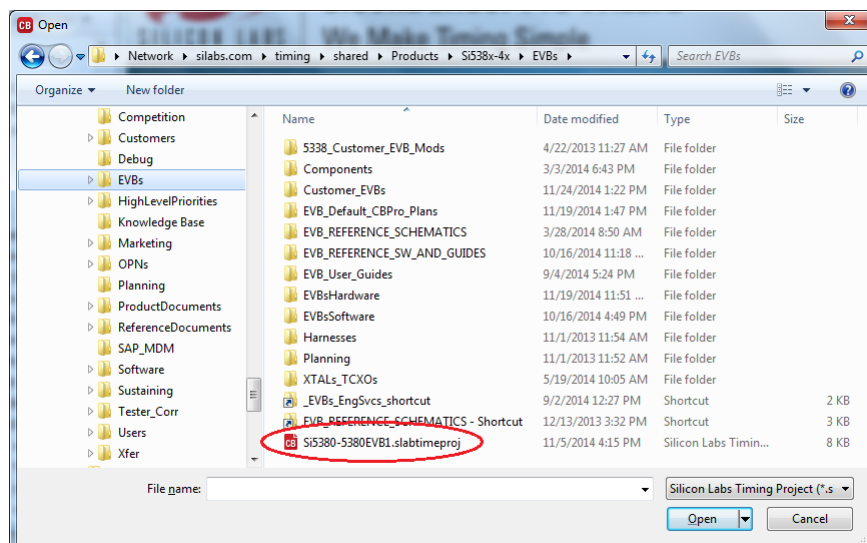 CB Open
SILICON LABS
We Make Timing Simple
Network silabs.com timing shared Products Si538x-4x EVBs Search EVBs
Organize New folder
Competition
Customers
Debug
EVBs
HighLevelPriorities
Knowledge Base
Marketing
OPNs
Planning
ProductDocuments
ReferenceDocuments
SAP_MDM
Software
Sustaining
Tester_Corr
Users
Xfer
Name Date modified Type Size
5338_Customer_EVB_Mods 4/22/2013 11:27 AM File folder
Components 3/3/2014 6:43 PM File folder
Customer_EVBs 11/24/2014 1:22 PM File folder
EVB_Default_CBPro_Plans 11/19/2014 1:47 PM File folder
EVB_REFERENCE_SCHEMATICS 3/28/2014 8:50 AM File folder
EVB_REFERENCE_SW_AND_GUIDES 10/16/2014 11:18 ... File folder
EVB_User_Guides 9/4/2014 5:24 PM File folder
EVBsHardware 11/19/2014 11:51 ... File folder
EVBsSoftware 10/16/2014 4:49 PM File folder
Harnesses 11/1/2013 11:54 AM File folder
Planning 11/1/2013 11:52 AM File folder
XTALs_TCXOs 5/19/2014 10:05 AM File folder
_EVBs_EngSvcs_shortcut 9/2/2014 12:27 PM Shortcut 2 KB
EVB_REFERENCE_SCHEMATICS - Shortcut 12/13/2013 3:32 PM Shortcut 3 KB
CB Si5380-5380EVB1.slabtimeproj 11/5/2014 4:15 PM Silicon Labs Timin... 8 KB
File name: Silicon Labs Timing Project (*.s
Open Cancel